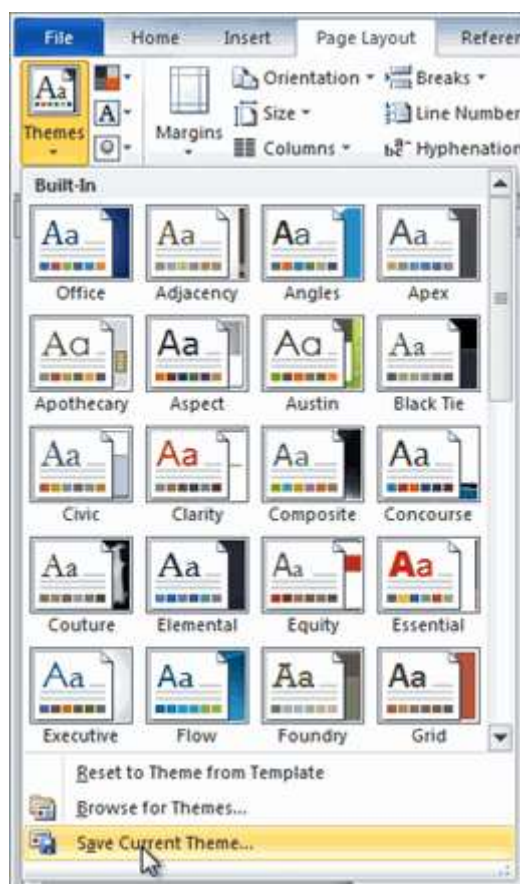 File Home Insert Page Layout Referen
Aa Orientation Breaks
A Size Line Number
Themes Margins Columns Hyphenation
Built-In
Aa Aa Aa Aa
Office Adjacency Angles Apex
Aa Aa Aa Aa
Apothecary Aspect Austin Black Tie
Aa Aa Aa Aa
Civic Clarity Composite Concourse
Aa Aa Aa Aa
Couture Elemental Equity Essential
Aa Aa Aa Aa
Executive Flow Foundry Grid
Reset to Theme from Template
Browse for Themes...
Save Current Theme...